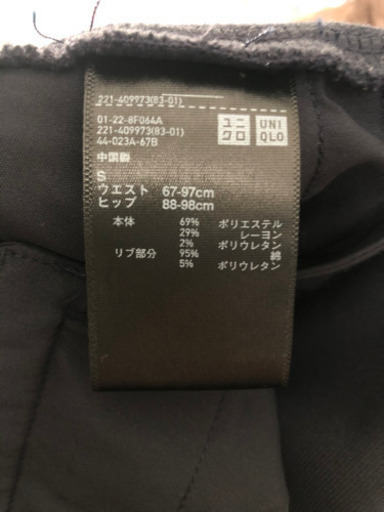 221-409973(83-01)
01-22-8F064A
221-409973(83-01)
44-023A-67B
ユニ
クロ
UNI
QLO
中国製
S
ウエスト 67-97cm
ヒップ 88-98cm
本体 69% ポリエステル
29% レーヨン
2% ポリウレタン
リブ部分 95% 綿
5% ポリウレタン